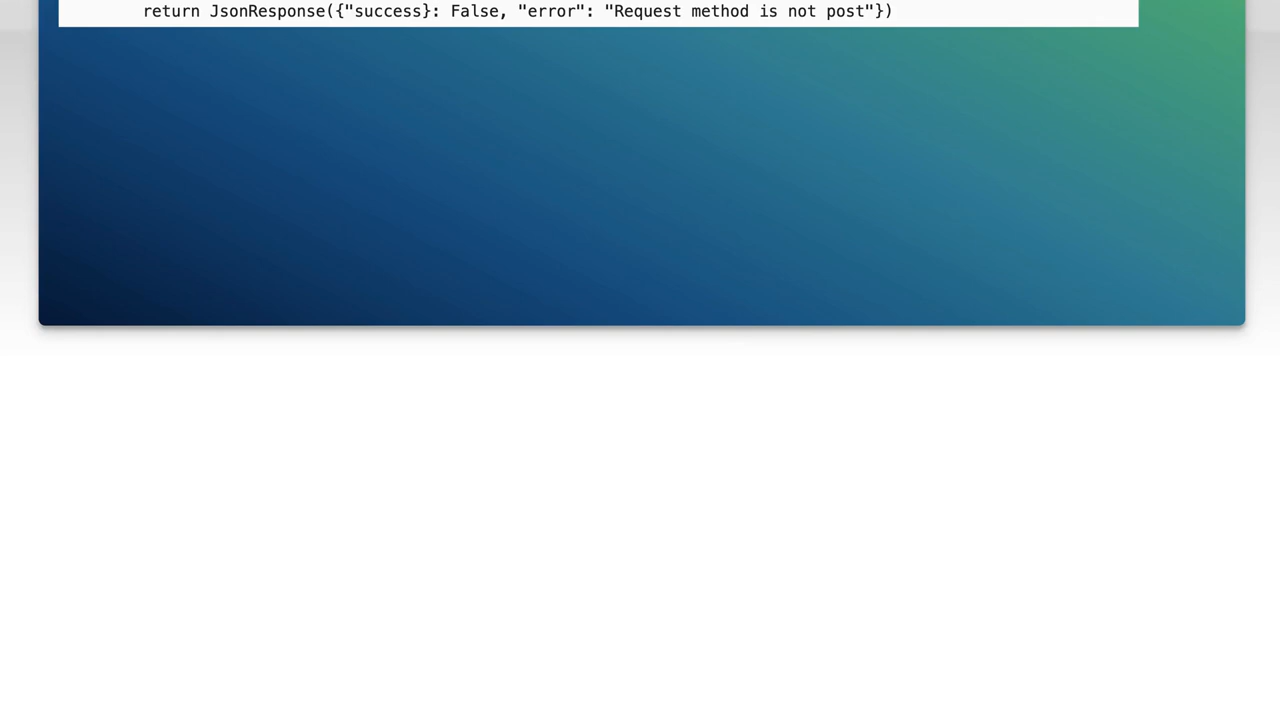 return JsonResponse({"success}: False, "error": "Request method is not post"})